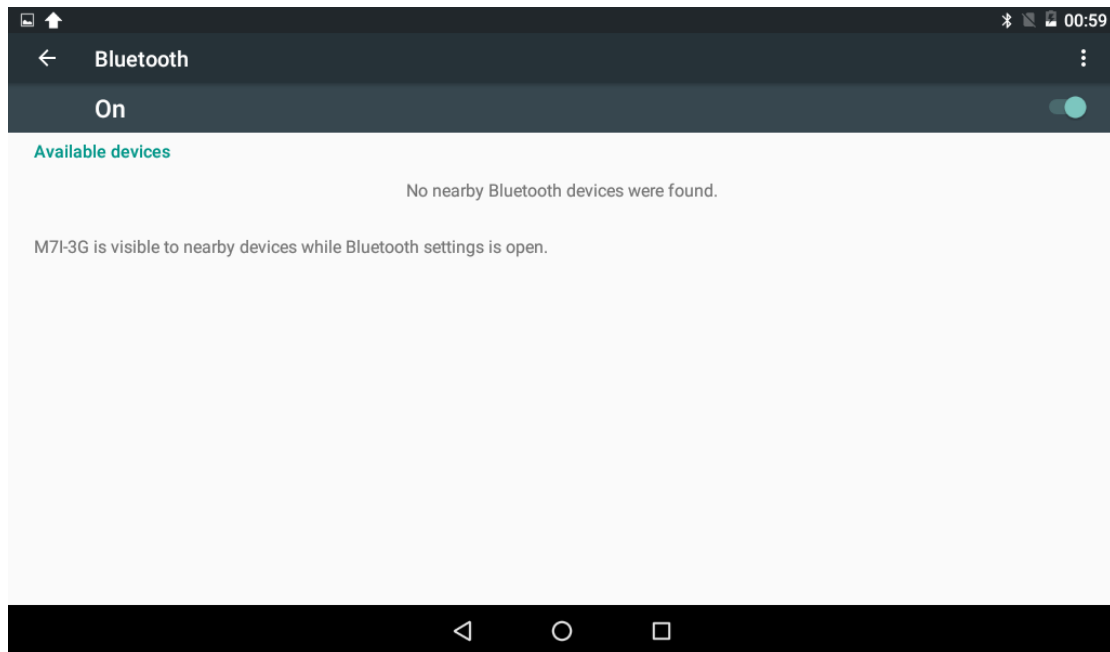 00:59
Bluetooth
On
Available devices
No nearby Bluetooth devices were found.
M7I-3G is visible to nearby devices while Bluetooth settings is open.